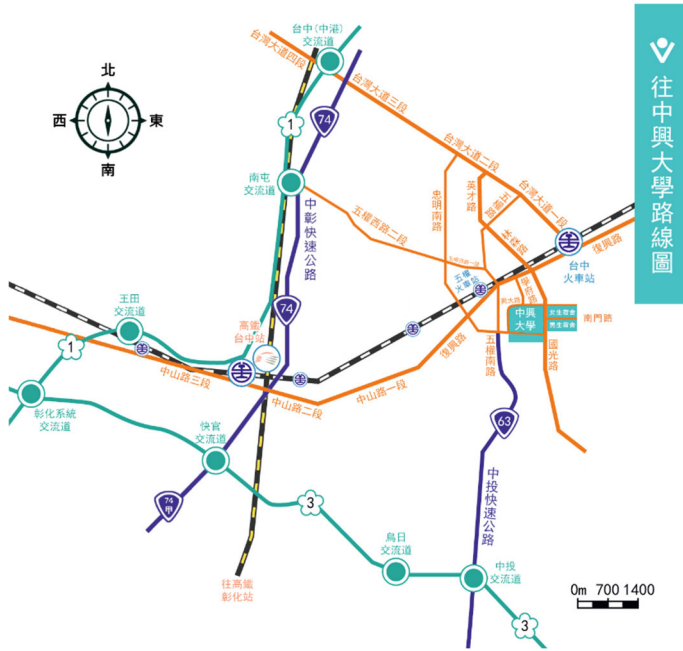 往中興大學路線圖
北
西
東
南
台中(中港)
交流道
台灣大道四段
台灣大道三段
台灣大道二段
台灣大道一段
74
1
南屯
交流道
中彰快速公路
五權西路二段
忠明南路
英才路
五權路
林森路
台中
火車站
復興路
五權
火車站
學府路
中興
大學
女生宿舍
男生宿舍
南門路
國光路
五權南路
復興路
王田
交流道
1
高鐵
台中站
74
中山路三段
中山路二段
中山路一段
彰化系統
交流道
快官
交流道
74
甲
3
63
中投快速公路
烏日
交流道
中投
交流道
往高鐵
彰化站
0m 700 1400
3